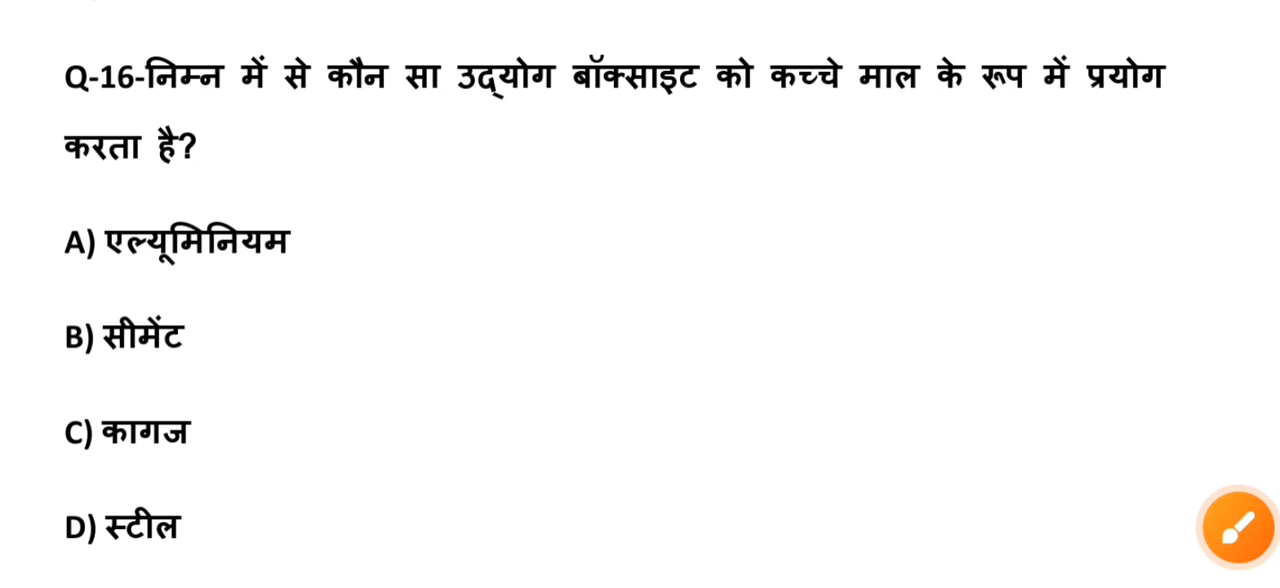 Q-16-निम्न में से कौन सा उद्योग बॉक्साइट को कच्चे माल के रूप में प्रयोग
करता है?
A) एल्यूमिनियम
B) सीमेंट
C) कागज
D) स्टील